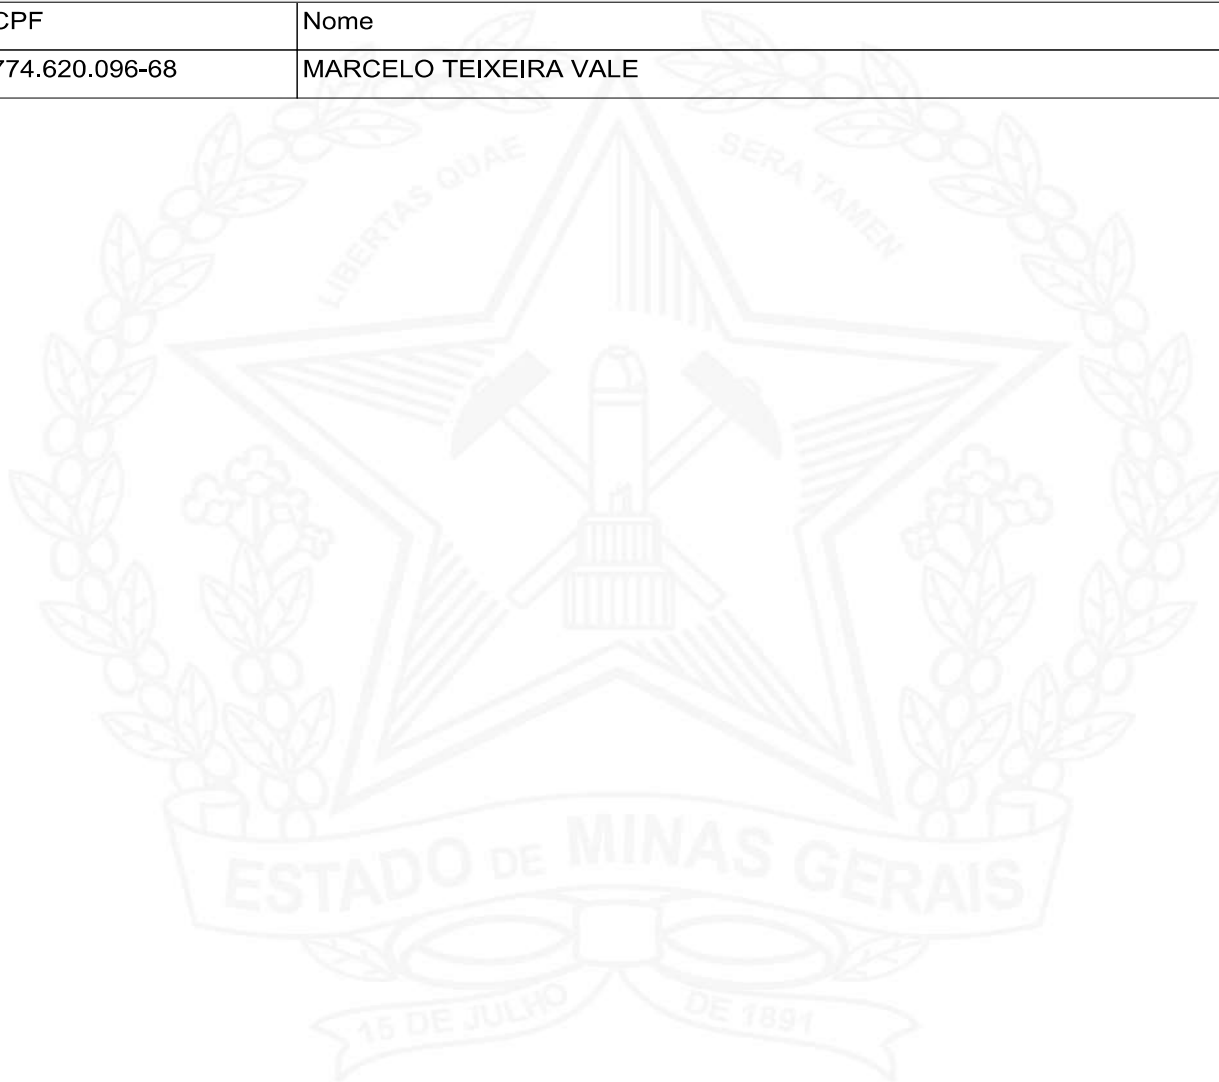 CPF Nome
774.620.096-68 MARCELO TEIXEIRA VALE
LIBERTAS QUAE SERA TAMEN
ESTADO DE MINAS GERAIS
15 DE JULHO DE 1891